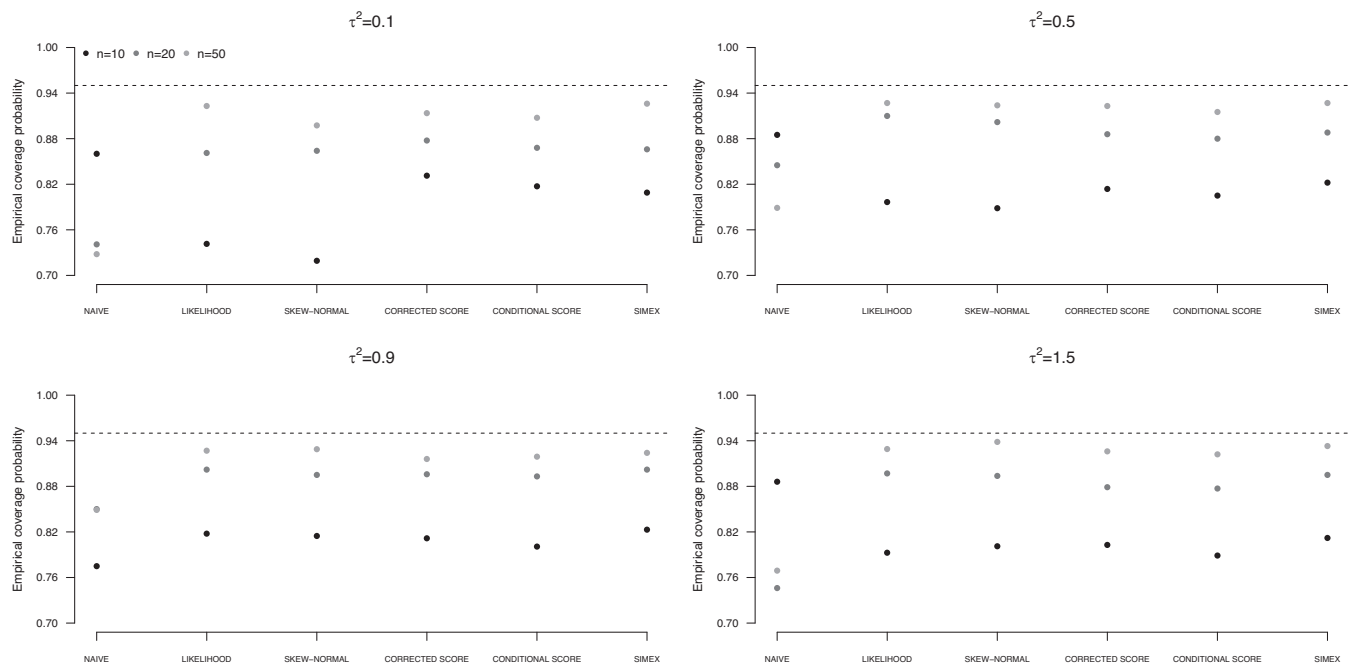 τ²=0.1
n=10 n=20 n=50
Empirical coverage probability
1.00
0.94
0.88
0.82
0.76
0.70
NAIVE LIKELIHOOD SKEW−NORMAL CORRECTED SCORE CONDITIONAL SCORE SIMEX
τ²=0.5
Empirical coverage probability
1.00
0.94
0.88
0.82
0.76
0.70
NAIVE LIKELIHOOD SKEW−NORMAL CORRECTED SCORE CONDITIONAL SCORE SIMEX
τ²=0.9
Empirical coverage probability
1.00
0.94
0.88
0.82
0.76
0.70
NAIVE LIKELIHOOD SKEW−NORMAL CORRECTED SCORE CONDITIONAL SCORE SIMEX
τ²=1.5
Empirical coverage probability
1.00
0.94
0.88
0.82
0.76
0.70
NAIVE LIKELIHOOD SKEW−NORMAL CORRECTED SCORE CONDITIONAL SCORE SIMEX